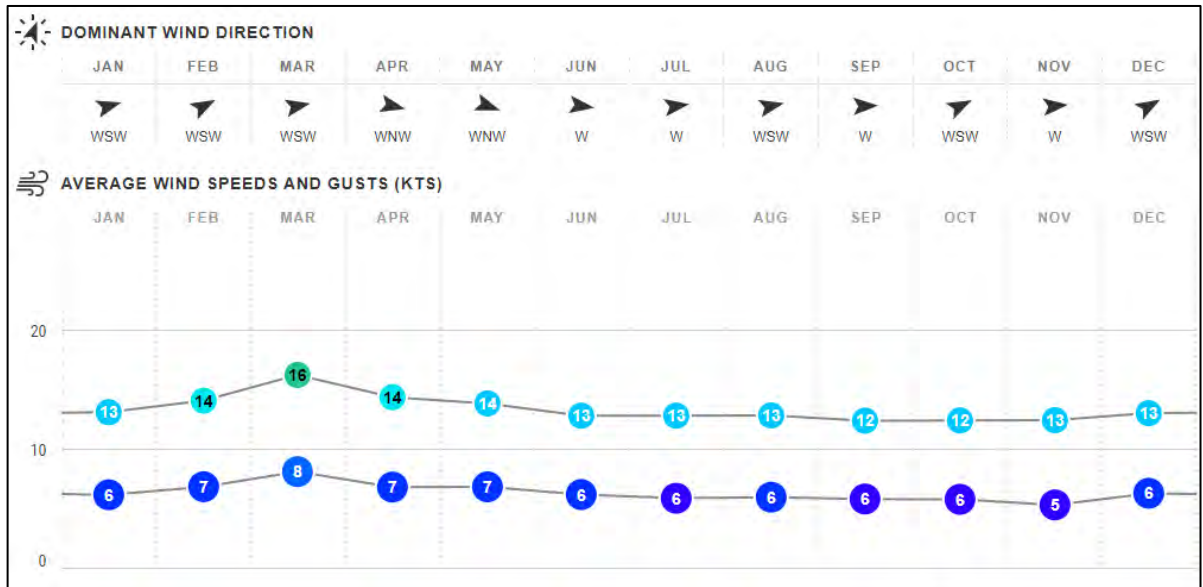 DOMINANT WIND DIRECTION
JAN FEB MAR APR MAY JUN JUL AUG SEP OCT NOV DEC
WSW WSW WSW WNW WNW W W WSW W WSW W WSW
AVERAGE WIND SPEEDS AND GUSTS (KTS)
JAN FEB MAR APR MAY JUN JUL AUG SEP OCT NOV DEC
20
13 14 16 14 14 13 13 13 12 12 13 13
10
6 7 8 7 7 6 6 6 6 6 5 6
0